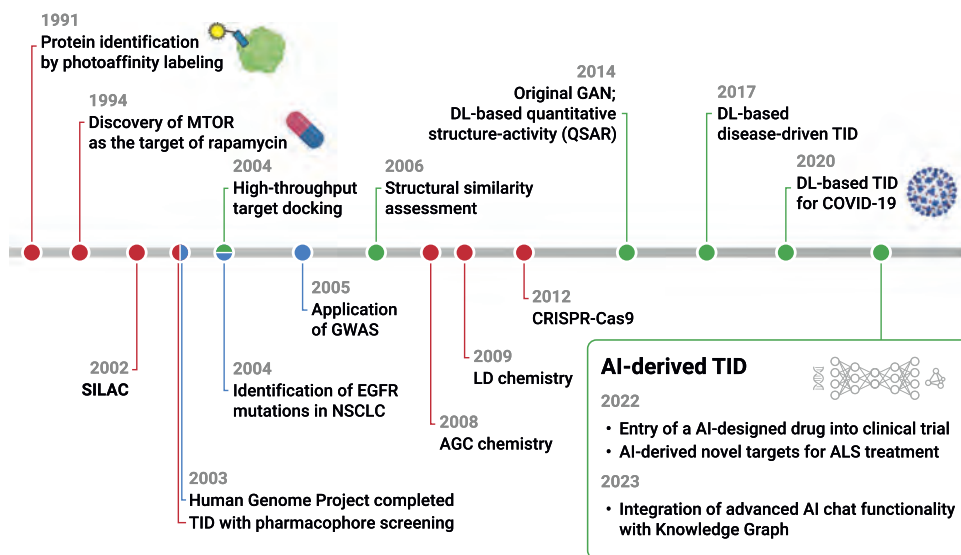 1991
Protein identification
by photoaffinity labeling
1994
Discovery of MTOR
as the target of rapamycin
2004
High-throughput
target docking
2006
Structural similarity
assessment
2014
Original GAN;
DL-based quantitative
structure-activity (QSAR)
2017
DL-based
disease-driven TID
2020
DL-based TID
for COVID-19
2002
SILAC
2003
Human Genome Project completed
TID with pharmacophore screening
2004
Identification of EGFR
mutations in NSCLC
2005
Application
of GWAS
2008
AGC chemistry
2009
LD chemistry
2012
CRISPR-Cas9
AI-derived TID
2022
• Entry of a AI-designed drug into clinical trial
• AI-derived novel targets for ALS treatment
2023
• Integration of advanced AI chat functionality
with Knowledge Graph